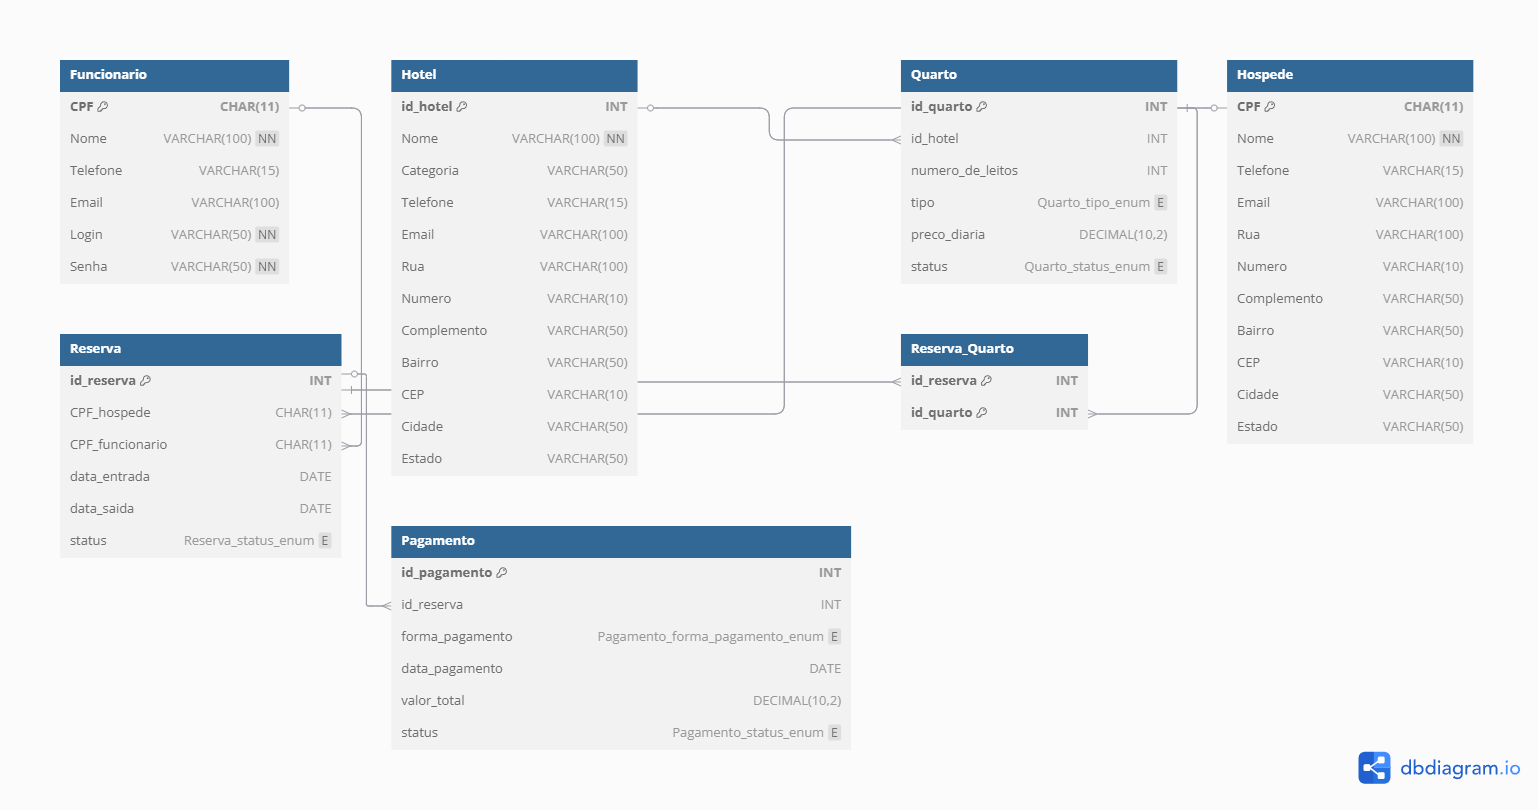 Funcionario
CPF CHAR(11)
Nome VARCHAR(100) NN
Telefone VARCHAR(15)
Email VARCHAR(100)
Login VARCHAR(50) NN
Senha VARCHAR(50) NN
Hotel
id_hotel INT
Nome VARCHAR(100) NN
Categoria VARCHAR(50)
Telefone VARCHAR(15)
Email VARCHAR(100)
Rua VARCHAR(100)
Numero VARCHAR(10)
Complemento VARCHAR(50)
Bairro VARCHAR(50)
CEP VARCHAR(10)
Cidade VARCHAR(50)
Estado VARCHAR(50)
Quarto
id_quarto INT
id_hotel INT
numero_de_leitos INT
tipo Quarto_tipo_enum E
preco_diaria DECIMAL(10,2)
status Quarto_status_enum E
Hospede
CPF CHAR(11)
Nome VARCHAR(100) NN
Telefone VARCHAR(15)
Email VARCHAR(100)
Rua VARCHAR(100)
Numero VARCHAR(10)
Complemento VARCHAR(50)
Bairro VARCHAR(50)
CEP VARCHAR(10)
Cidade VARCHAR(50)
Estado VARCHAR(50)
Reserva
id_reserva INT
CPF_hospede CHAR(11)
CPF_funcionario CHAR(11)
data_entrada DATE
data_saida DATE
status Reserva_status_enum E
Reserva_Quarto
id_reserva INT
id_quarto INT
Pagamento
id_pagamento INT
id_reserva INT
forma_pagamento Pagamento_forma_pagamento_enum E
data_pagamento DATE
valor_total DECIMAL(10,2)
status Pagamento_status_enum E
dbdiagram.io